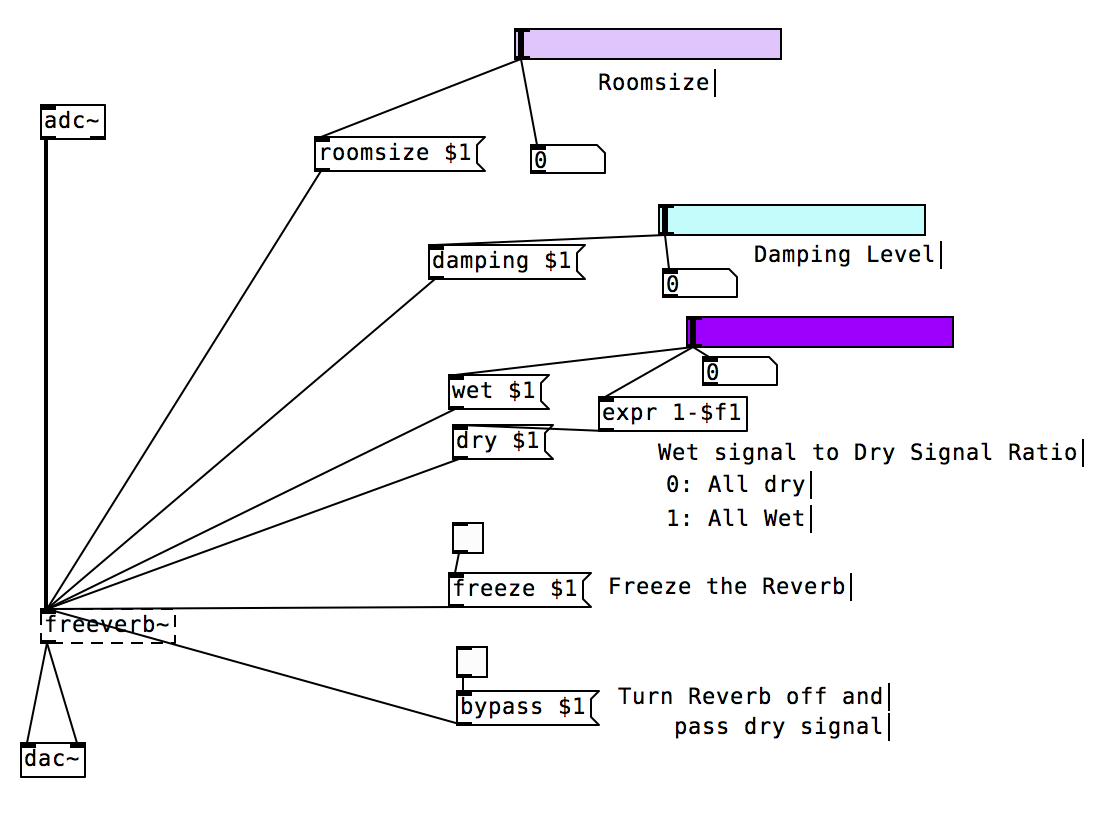 Roomsize
adc~
roomsize $1
0
Damping Level
damping $1
0
0
wet $1
expr 1-$f1
dry $1
Wet signal to Dry Signal Ratio
0: All dry
1: All Wet
freeze $1
Freeze the Reverb
freeverb~
Turn Reverb off and
bypass $1
pass dry signal
dac~